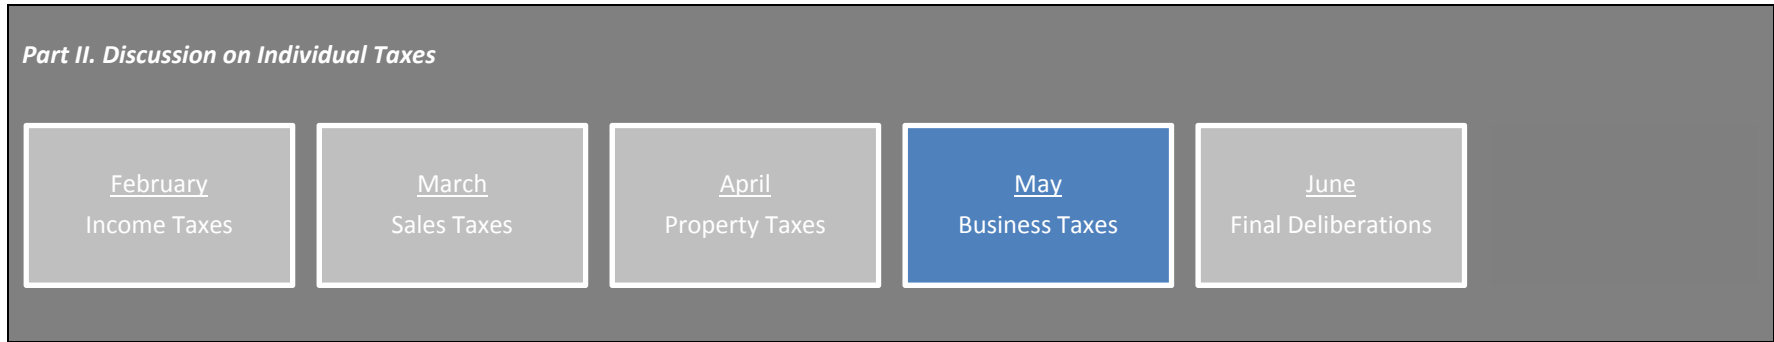 Part II. Discussion on Individual Taxes
February
Income Taxes
March
Sales Taxes
April
Property Taxes
May
Business Taxes
June
Final Deliberations